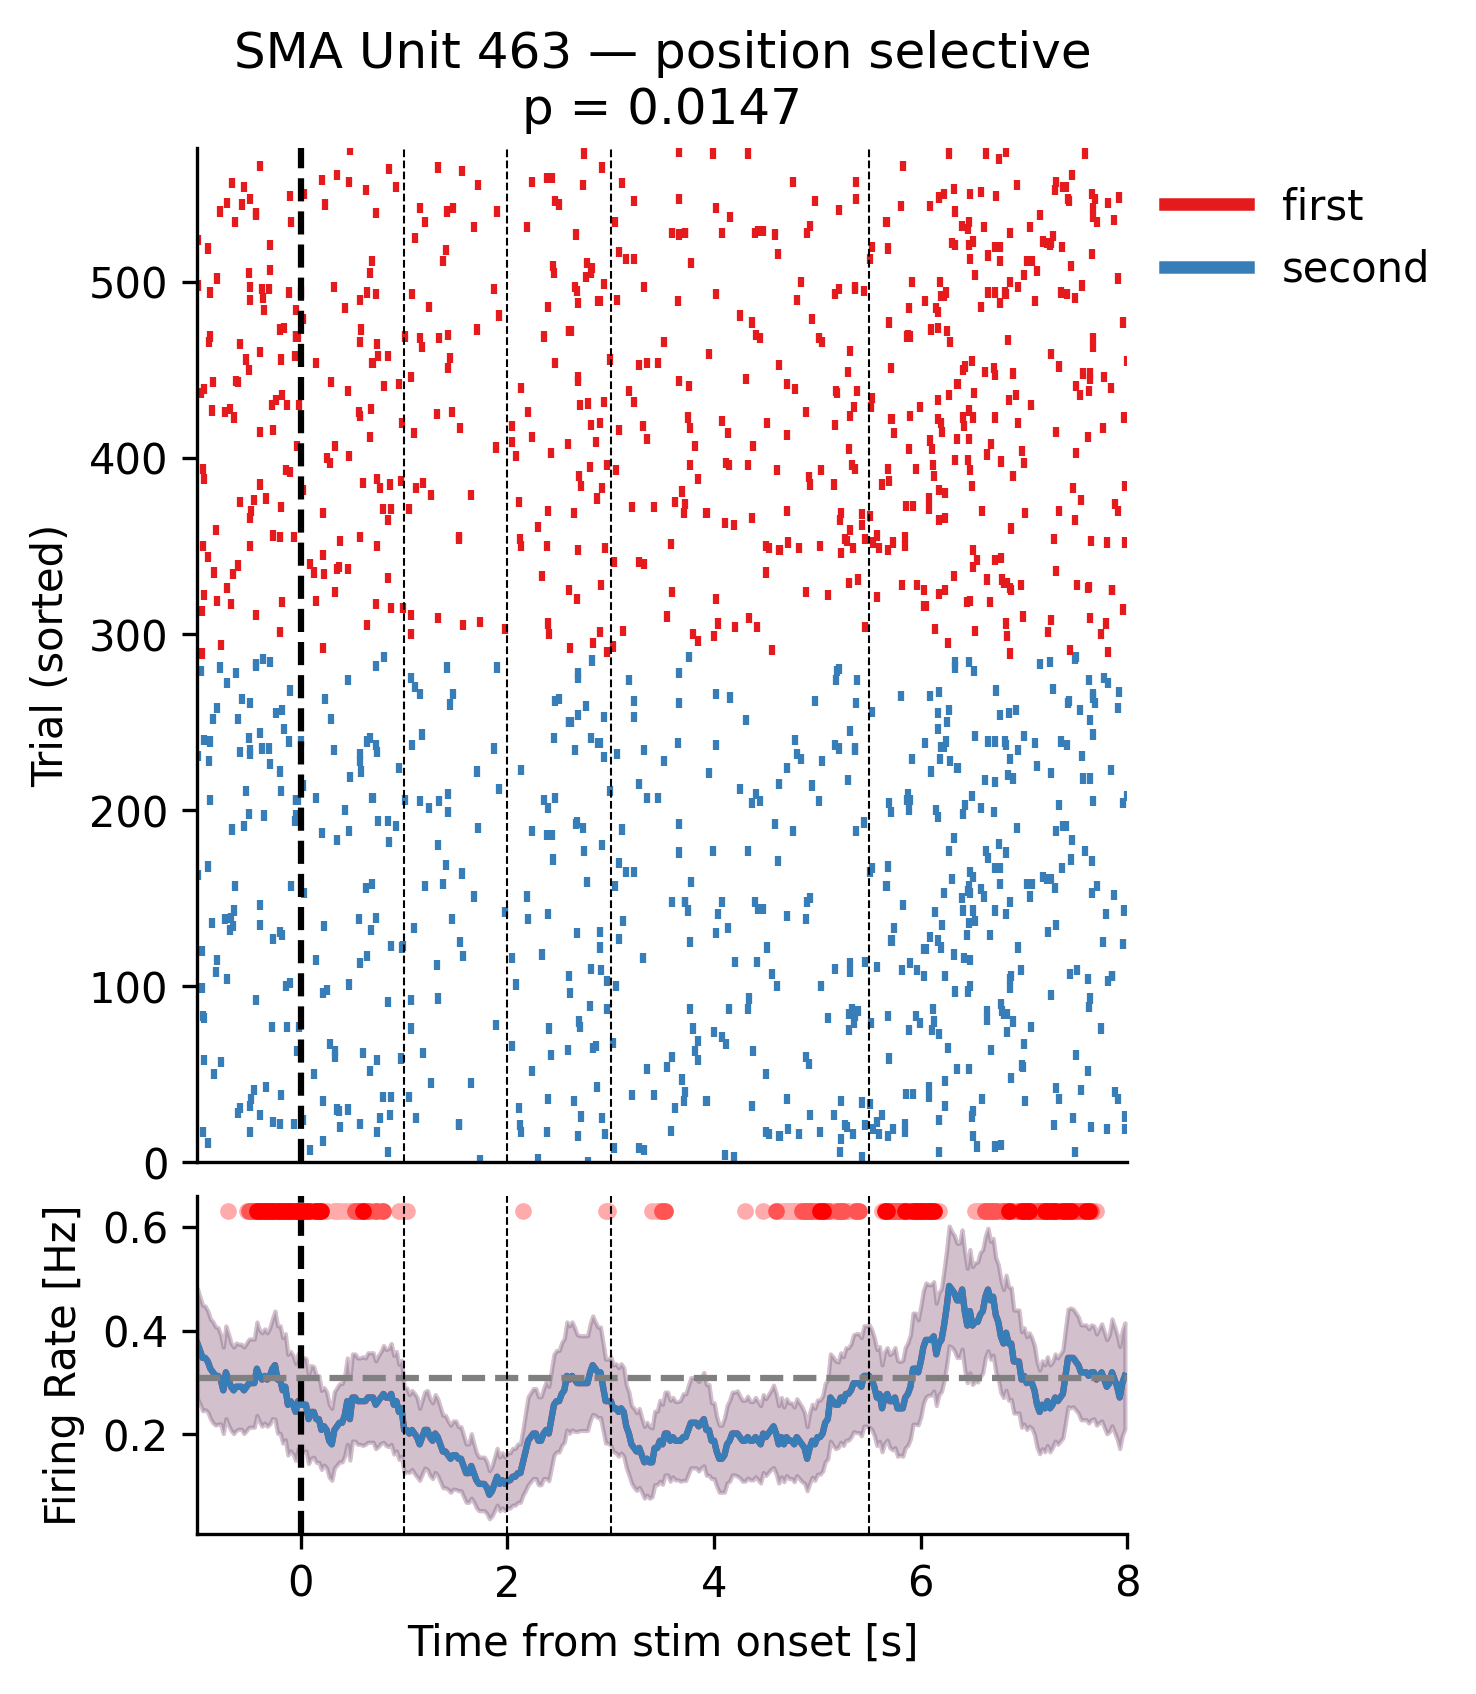 SMA Unit 463 — position selective
p = 0.0147
first
second
Trial (sorted)
500
400
300
200
100
0
Firing Rate [Hz]
0.6
0.4
0.2
0 2 4 6 8
Time from stim onset [s]